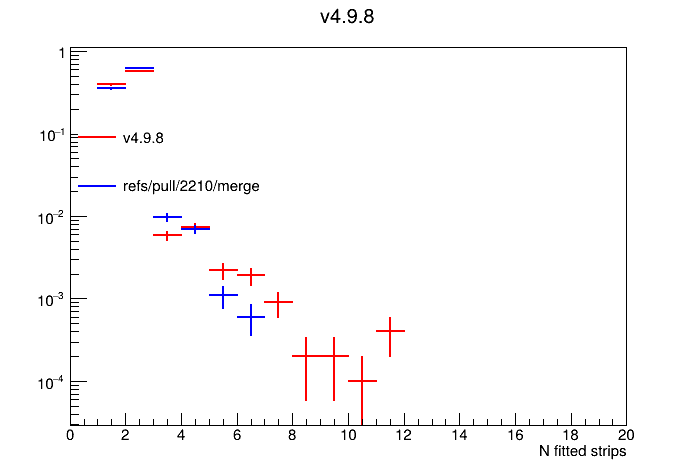 v4.9.8
1
10⁻¹
v4.9.8
refs/pull/2210/merge
10⁻²
10⁻³
10⁻⁴
0 2 4 6 8 10 12 14 16 18 20
N fitted strips